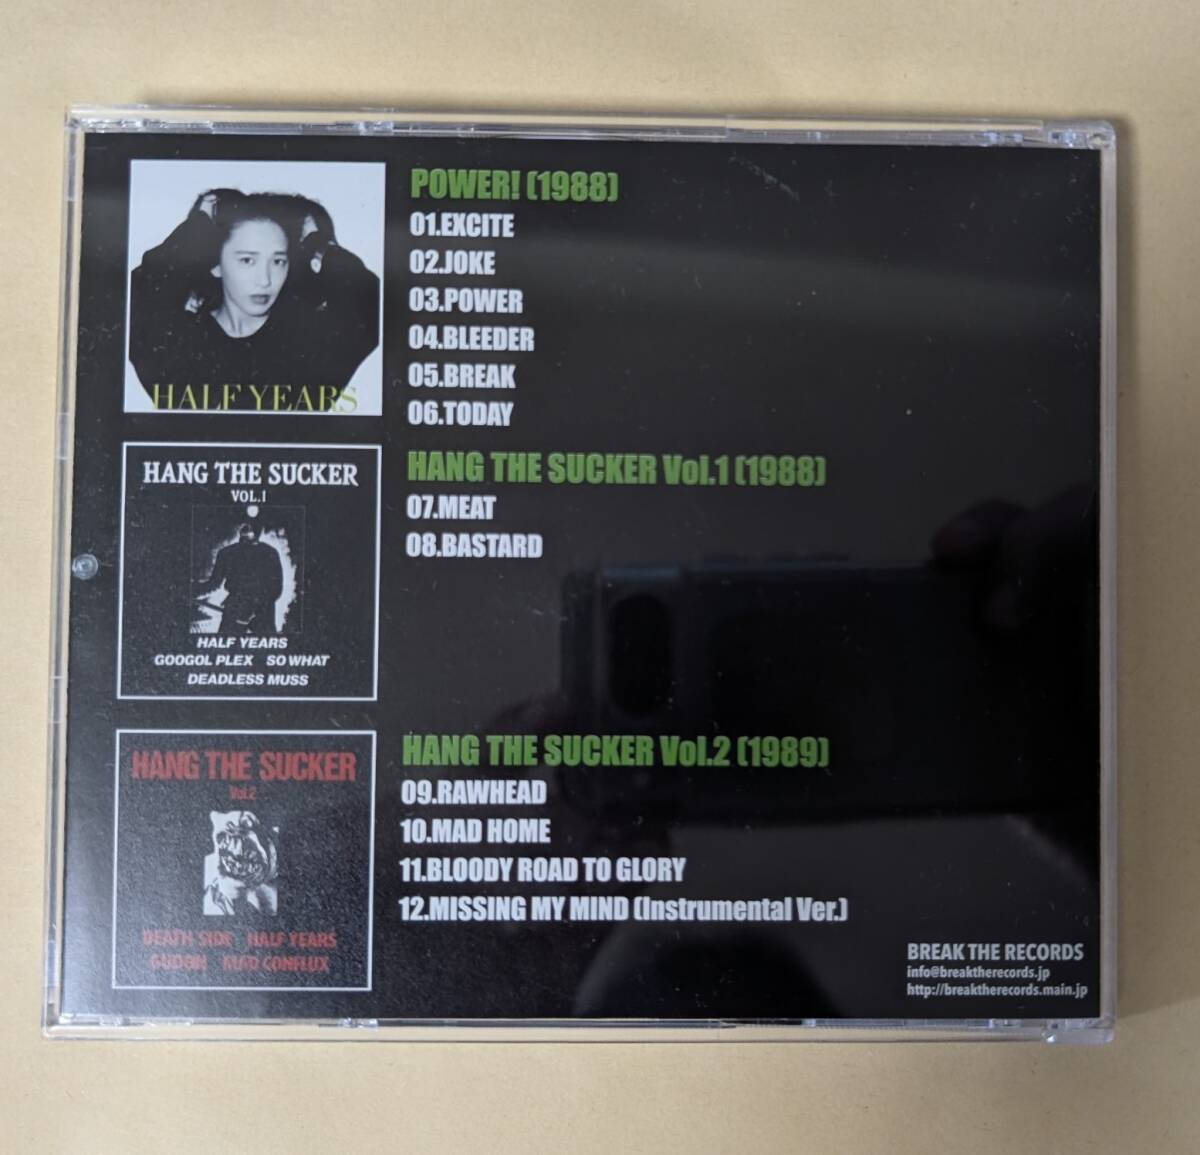 HALF YEARS
POWER! (1988)
01.EXCITE
02.JOKE
03.POWER
04.BLEEDER
05.BREAK
06.TODAY
HANG THE SUCKER
VOL.1
HALF YEARS
GOOGOL PLEX SO WHAT
DEADLESS MUSS
HANG THE SUCKER Vol.1 (1988)
07.MEAT
08.BASTARD
HANG THE SUCKER
Vol.2
DEATH SIDE HALF YEARS
GUDON MAD CONFLUX
HANG THE SUCKER Vol.2 (1989)
09.RAWHEAD
10.MAD HOME
11.BLOODY ROAD TO GLORY
12.MISSING MY MIND (Instrumental Ver.)
BREAK THE RECORDS
info@breaktherecords.jp
http://breaktherecords.main.jp